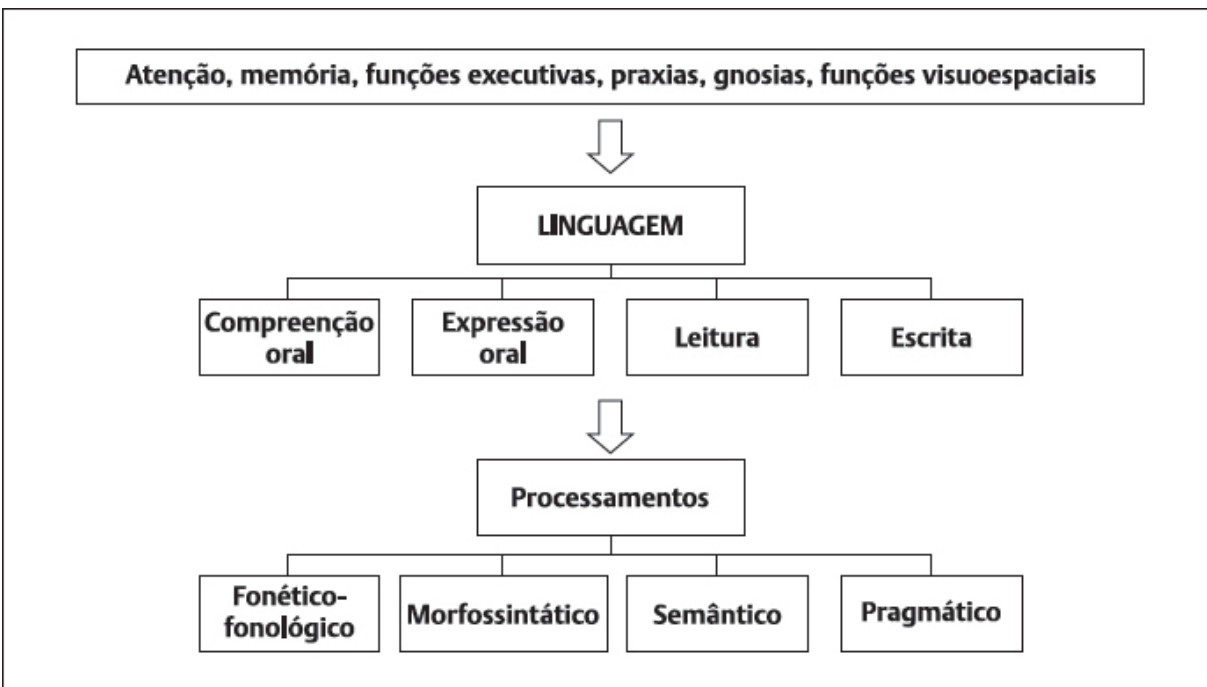 Atenção, memória, funções executivas, praxias, gnosias, funções visuoespaciais
LINGUAGEM
Compreenção
oral
Expressão
oral
Leitura
Escrita
Processamentos
Fonético-
fonológico
Morfossintático
Semântico
Pragmático